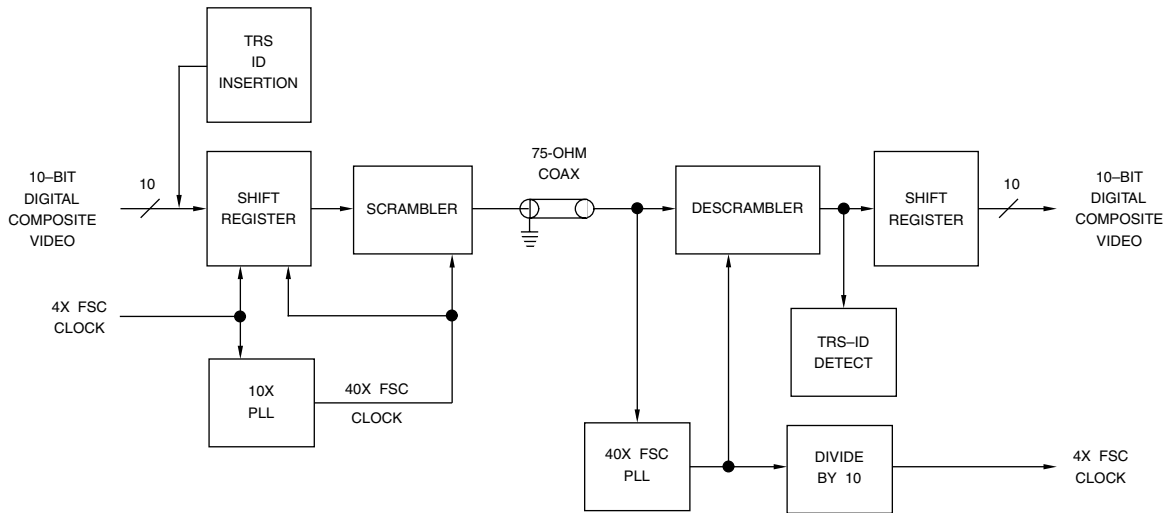 TRS
ID
INSERTION
10–BIT
DIGITAL
COMPOSITE
VIDEO
10
SHIFT
REGISTER
SCRAMBLER
75-OHM
COAX
DESCRAMBLER
SHIFT
REGISTER
10
10–BIT
DIGITAL
COMPOSITE
VIDEO
4X FSC
CLOCK
10X
PLL
40X FSC
CLOCK
TRS–ID
DETECT
40X FSC
PLL
DIVIDE
BY 10
4X FSC
CLOCK